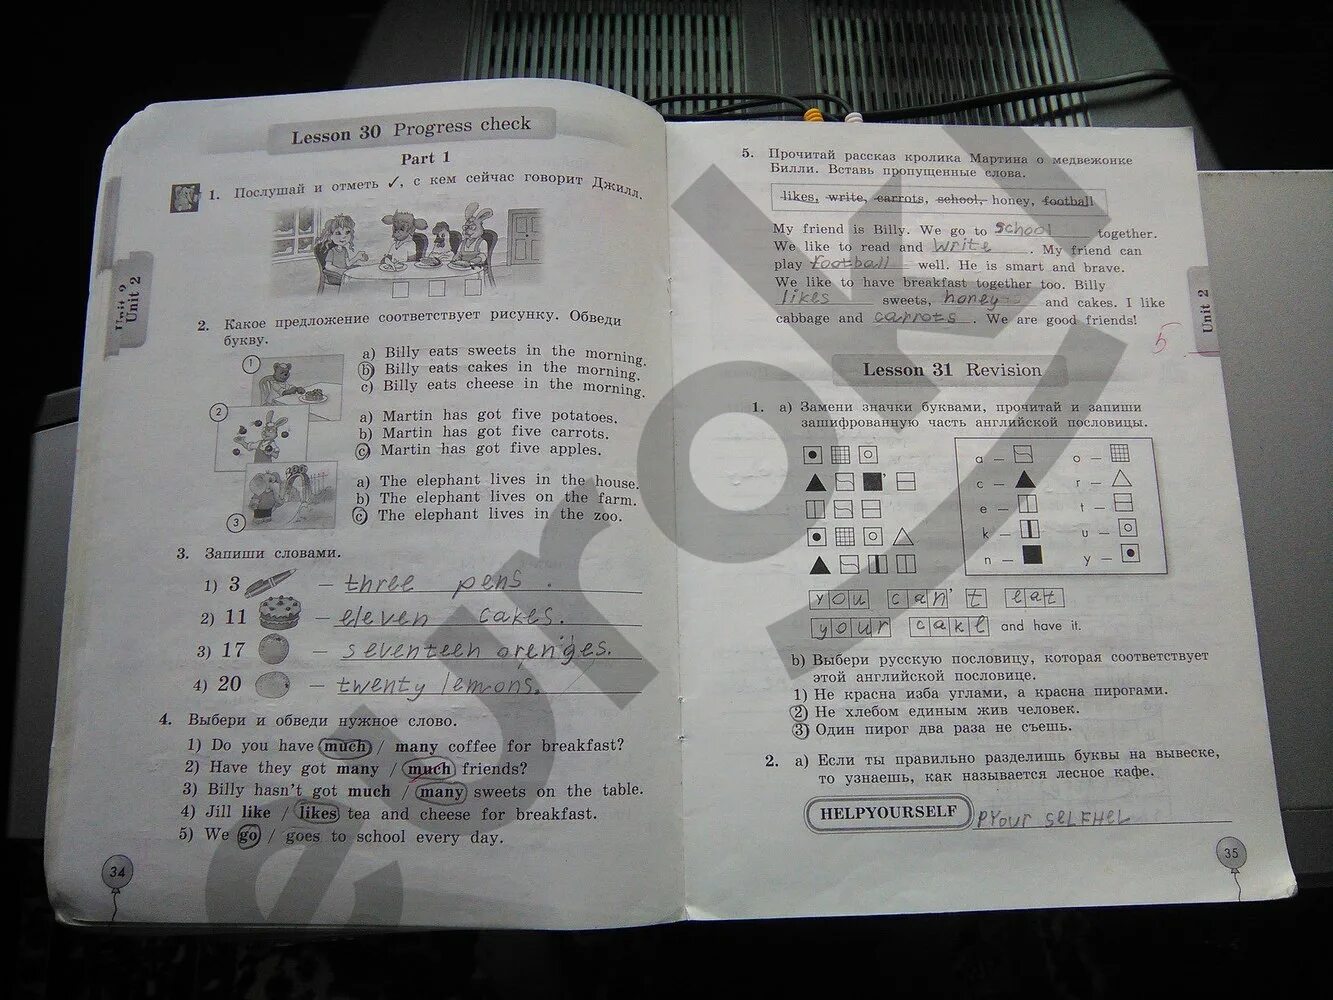 Lesson 30 Progress check
Part 1
1. Послушай и отметь ✓, с кем сейчас говорит Джилл.
Unit 2
Unit 2
2. Какое предложение соответствует рисунку. Обведи
букву.
1
a) Billy eats sweets in the morning.
b) Billy eats cakes in the morning.
c) Billy eats cheese in the morning.
2
a) Martin has got five potatoes.
b) Martin has got five carrots.
c) Martin has got five apples.
ZOO
3
a) The elephant lives in the house.
b) The elephant lives on the farm.
c) The elephant lives in the zoo.
3. Запиши словами.
1) 3 — three pens.
2) 11 — eleven cakes.
3) 17 — seventeen orenges.
4) 20 — twenty lemons.
4. Выбери и обведи нужное слово.
1) Do you have much / many coffee for breakfast?
2) Have they got many / much friends?
3) Billy hasn't got much / many sweets on the table.
4) Jill like / likes tea and cheese for breakfast.
5) We go / goes to school every day.
34
5. Прочитай рассказ кролика Мартина о медвежонке
Билли. Вставь пропущенные слова.
likes, write, carrots, school, honey, football
My friend is Billy. We go to school together.
We like to read and write. My friend can
play football well. He is smart and brave.
We like to have breakfast together too. Billy
likes sweets, honey and cakes. I like
cabbage and carrots. We are good friends!
5
Unit 2
Lesson 31 Revision
1. a) Замени значки буквами, прочитай и запиши
зашифрованную часть английской пословицы.
a — o —
c — r —
e — t —
k — u —
n — y —
you can't eat
your cake and have it.
b) Выбери русскую пословицу, которая соответствует
этой английской пословице.
1) Не красна изба углами, а красна пирогами.
2) Не хлебом единым жив человек.
3) Один пирог два раза не съешь.
2. a) Если ты правильно разделишь буквы на вывеске,
то узнаешь, как называется лесное кафе.
HELPYOURSELF PYour SELFHEL
35
euroki